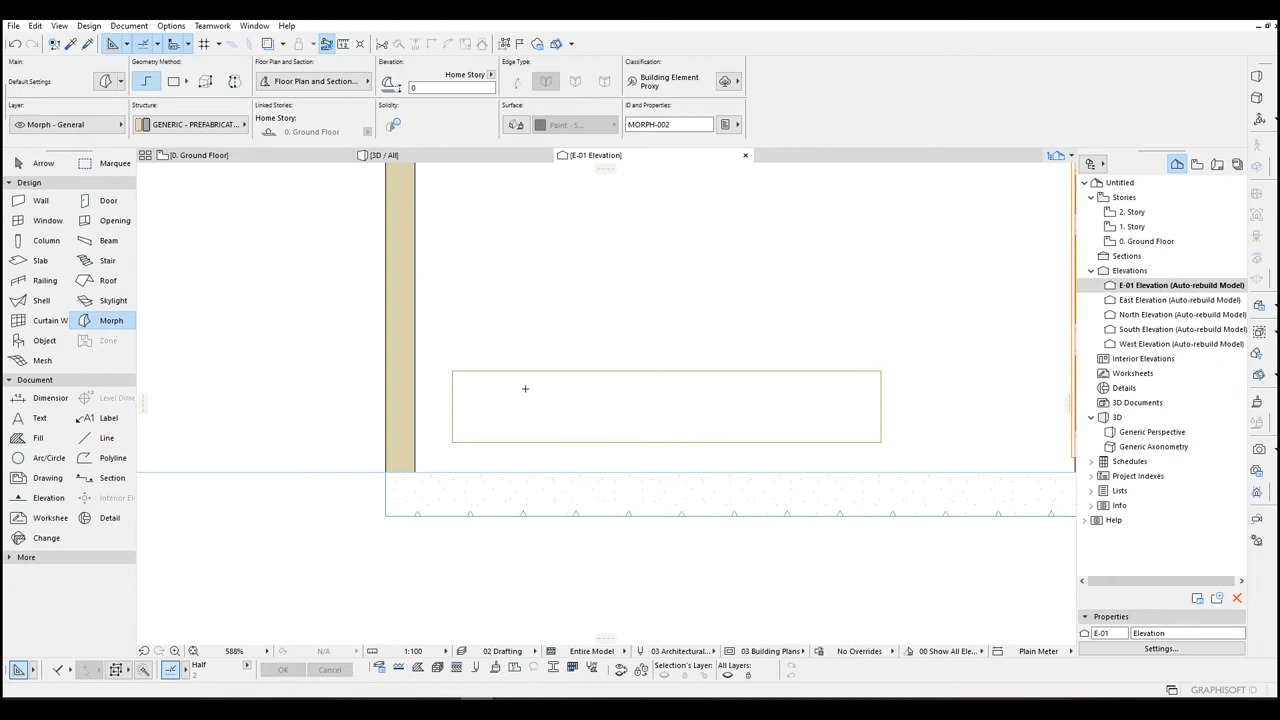 File Edit View Design Document Options Teamwork Window Help
Main: Geometry Method: Elevation: Edge Type: Classification:
Default Settings
Floor Plan and Section...
Home Story
0
Building Element Proxy
Layer: Structure: Linked Stories: Solidity: Surface: ID and Properties:
Home Story:
Morph - General
GENERIC - PREFABRICAT...
0. Ground Floor
Paint - S...
MORPH-002
[0. Ground Floor] [3D / All] [E-01 Elevation]
Arrow Marquee
Design
Wall Door
Window Opening
Column Beam
Slab Stair
Railing Roof
Shell Skylight
Curtain W Morph
Object Zone
Mesh
Document
Dimension Level Dime
Text Label
Fill Line
Arc/Circle Polyline
Drawing Section
Elevation Interior E
Workshee Detail
Change
More
Untitled
Stories
2. Story
1. Story
0. Ground Floor
Sections
Elevations
E-01 Elevation (Auto-rebuild Model)
East Elevation (Auto-rebuild Model)
North Elevation (Auto-rebuild Model)
South Elevation (Auto-rebuild Model)
West Elevation (Auto-rebuild Model)
Interior Elevations
Worksheets
Details
3D Documents
3D
Generic Perspective
Generic Axonometry
Schedules
Project Indexes
Lists
Info
Help
Properties
E-01 Elevation
Settings...
588% N/A 1:100 02 Drafting Entire Model 03 Architectural... 03 Building Plans No Overrides 00 Show All Ele... Plain Meter
Half
2
OK Cancel
Selection's Layer: All Layers:
GRAPHISOFT ID